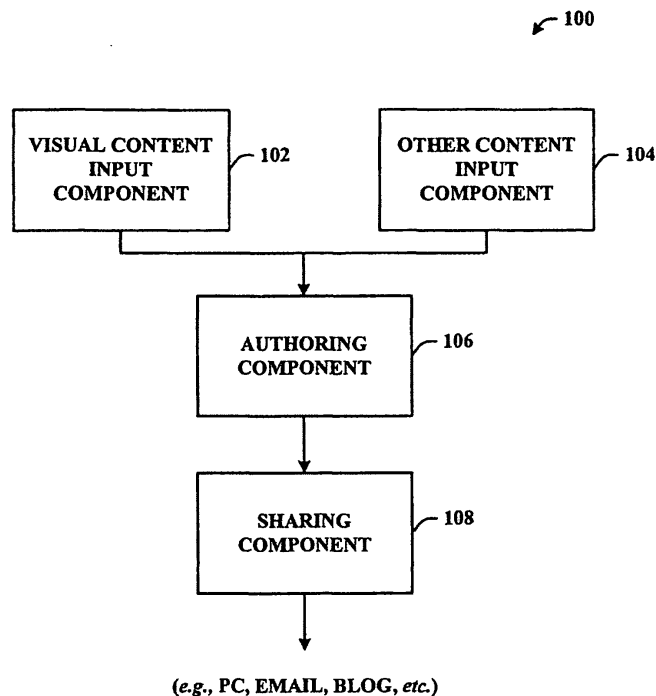 100
VISUAL CONTENT
INPUT
COMPONENT
102
OTHER CONTENT
INPUT
COMPONENT
104
AUTHORING
COMPONENT
106
SHARING
COMPONENT
108
(e.g., PC, EMAIL, BLOG, etc.)